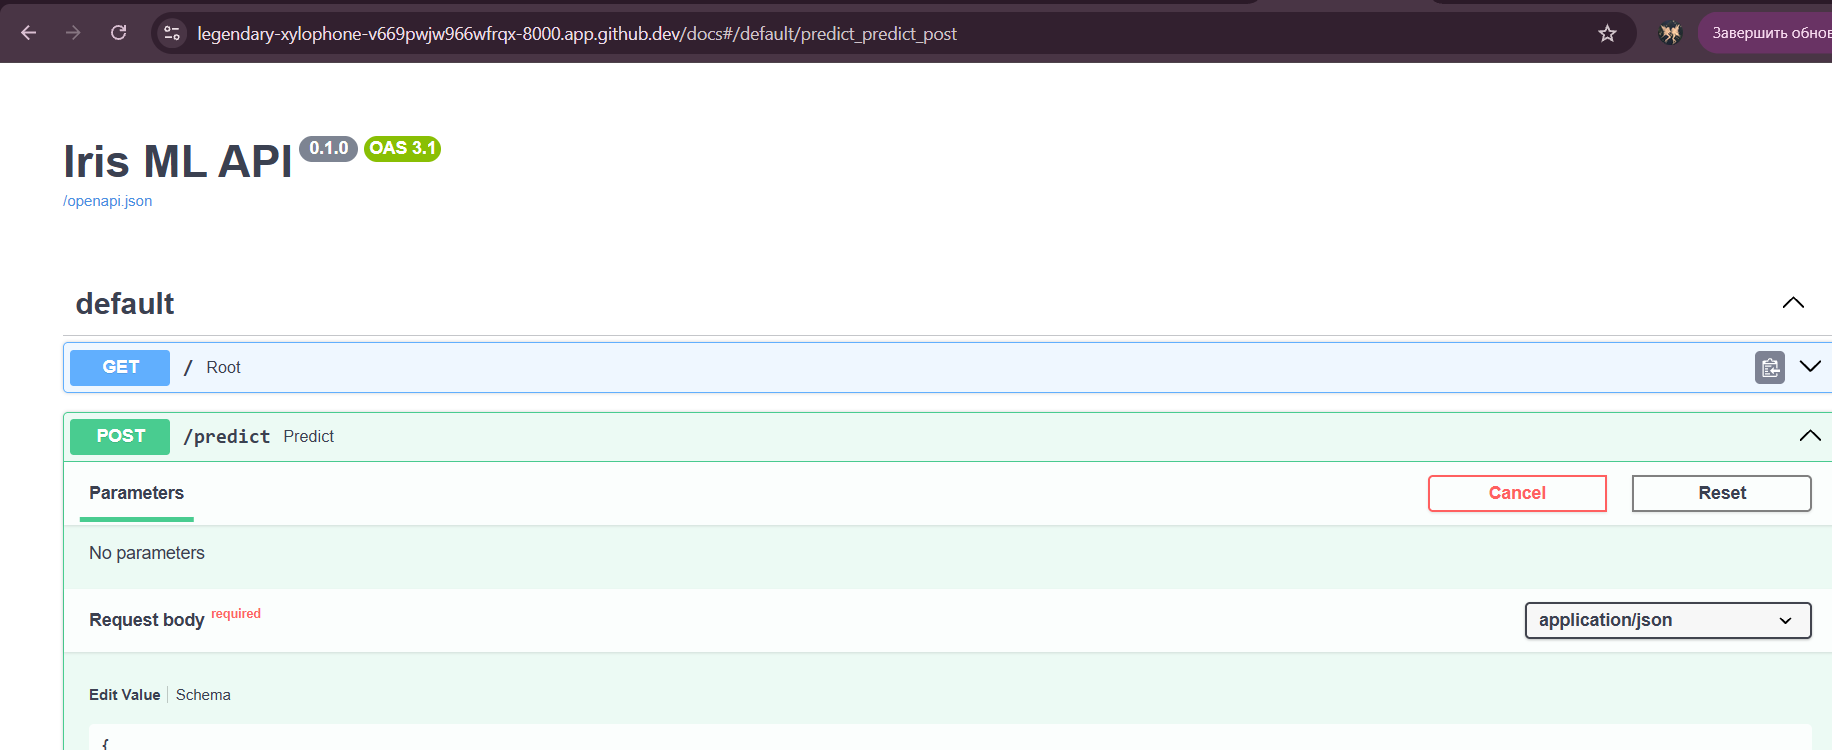 legendary-xylophone-v669pwjw966wfrqx-8000.app.github.dev/docs#/default/predict_predict_post
Завершить обнов
Iris ML API 0.1.0 OAS 3.1
/openapi.json
default
GET / Root
POST /predict Predict
Parameters Cancel Reset
No parameters
Request body required application/json
Edit Value Schema
{